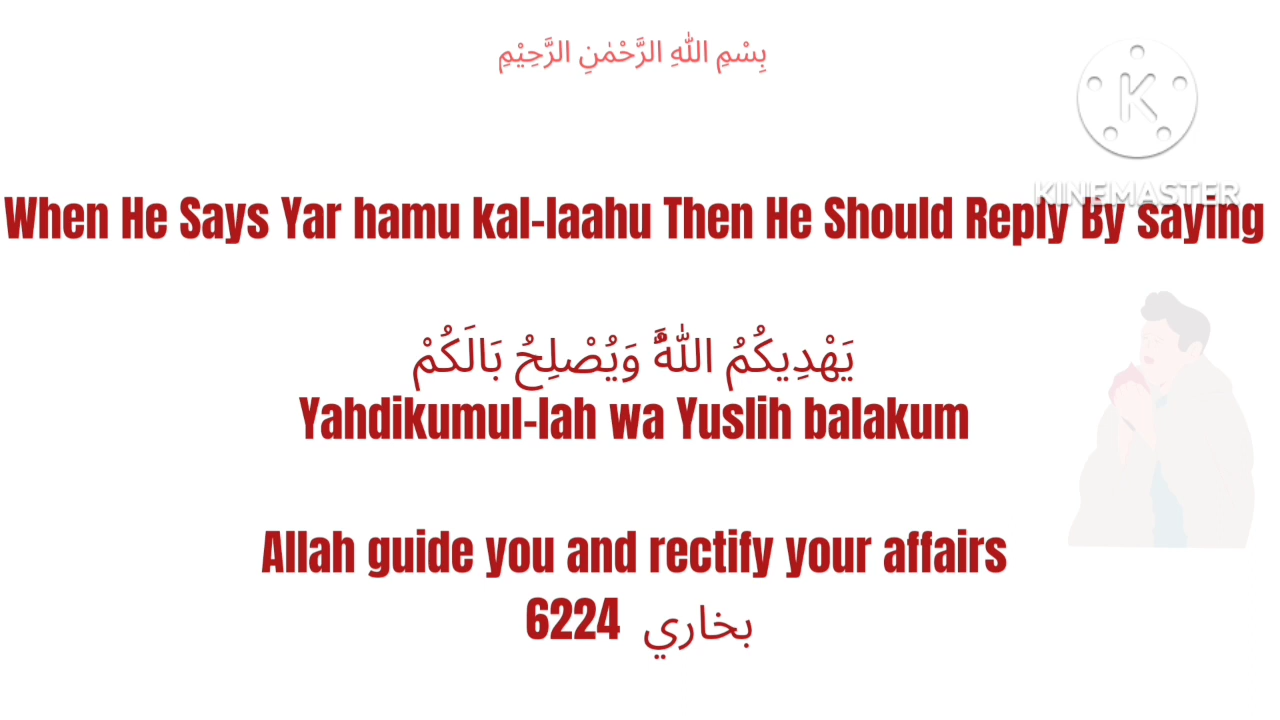 بِسْمِ اللّٰهِ الرَّحْمٰنِ الرَّحِيْمِ
K
KINEMASTER
When He Says Yar hamu kal-laahu Then He Should Reply By saying
يَهْدِيكُمُ اللّٰهُ وَيُصْلِحُ بَالَكُمْ
Yahdikumul-lah wa Yuslih balakum
Allah guide you and rectify your affairs
بخاري 6224